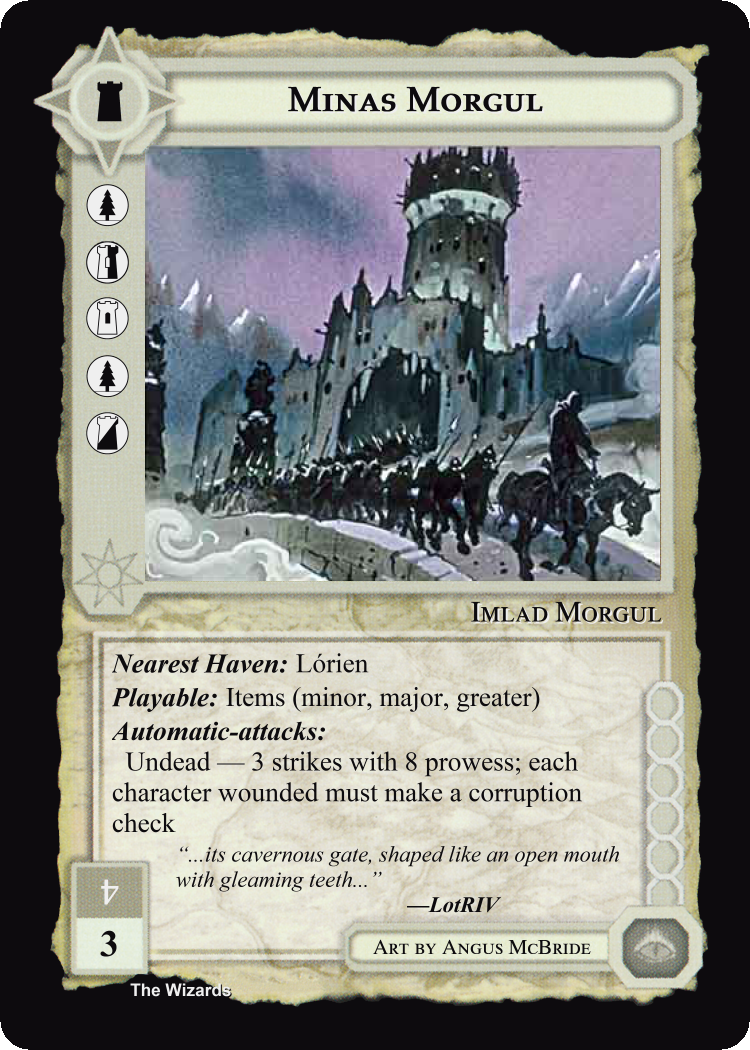 Minas Morgul
Imlad Morgul
Nearest Haven: Lórien
Playable: Items (minor, major, greater)
Automatic-attacks:
Undead — 3 strikes with 8 prowess; each
character wounded must make a corruption
check
“...its cavernous gate, shaped like an open mouth
with gleaming teeth...”
—LotRIV
4
3
Art by Angus McBride
The Wizards